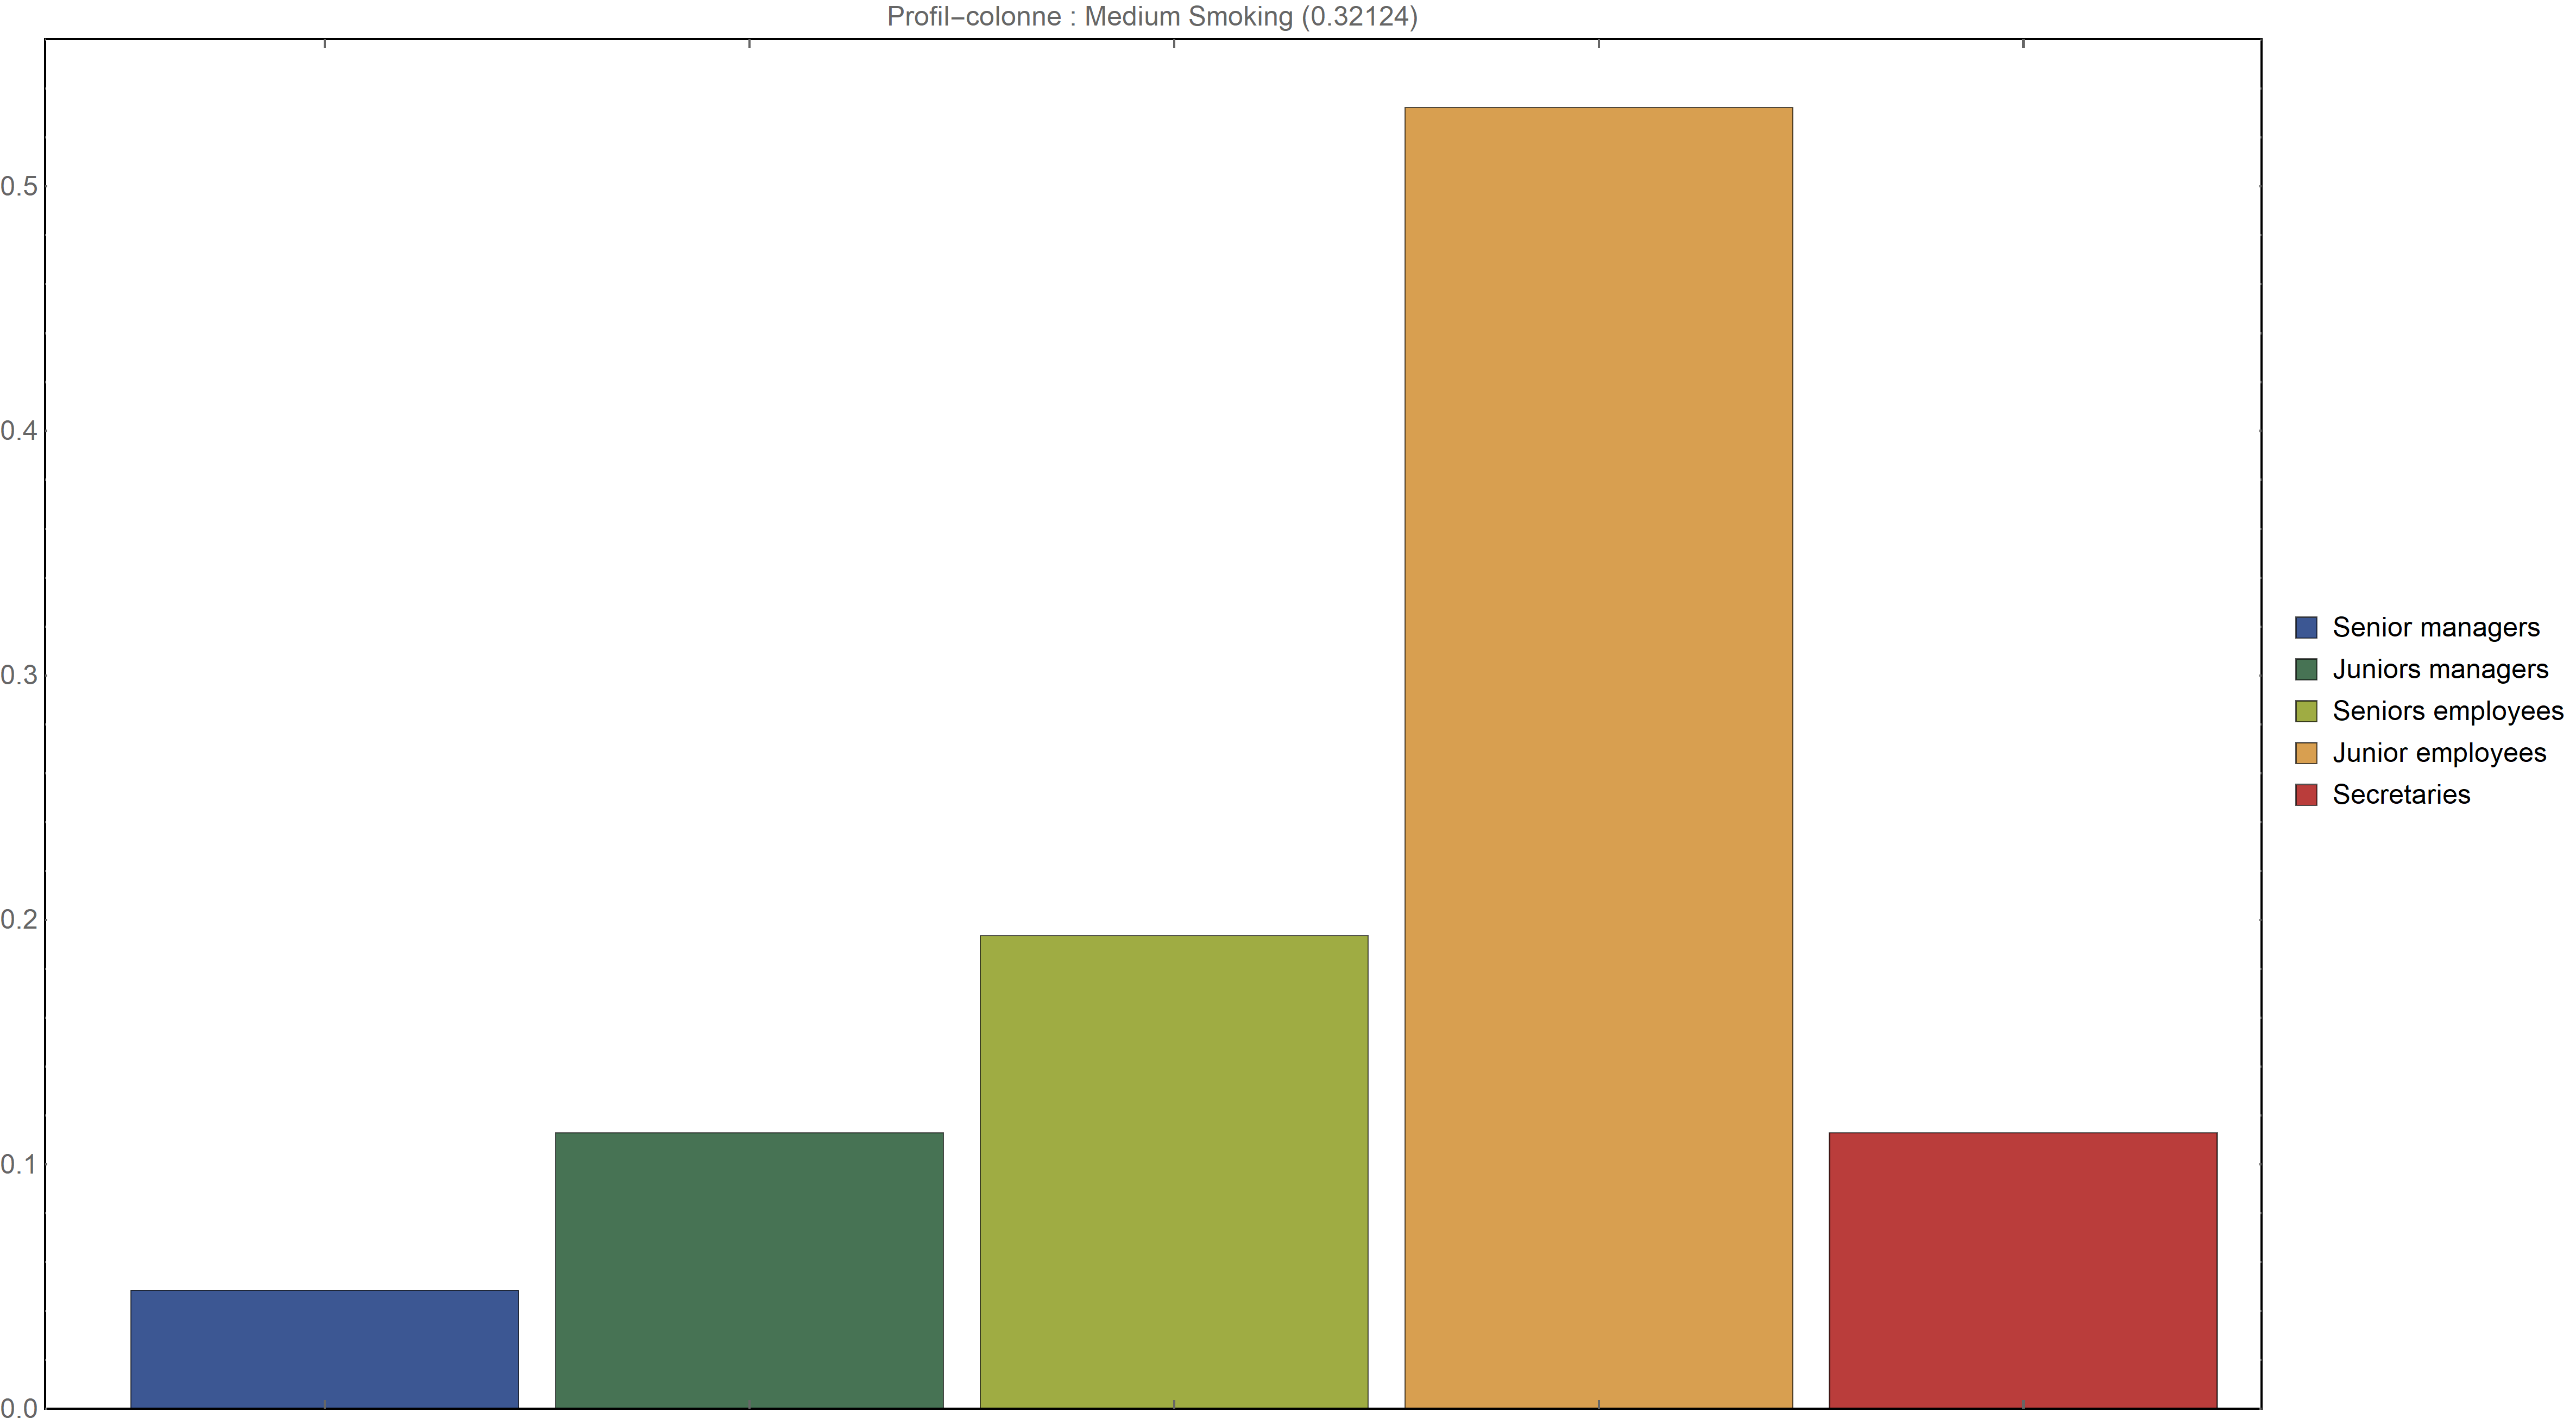 Profil-colonne : Medium Smoking (0.32124)
0.5
0.4
0.3
0.2
0.1
0.0
Senior managers
Juniors managers
Seniors employees
Junior employees
Secretaries